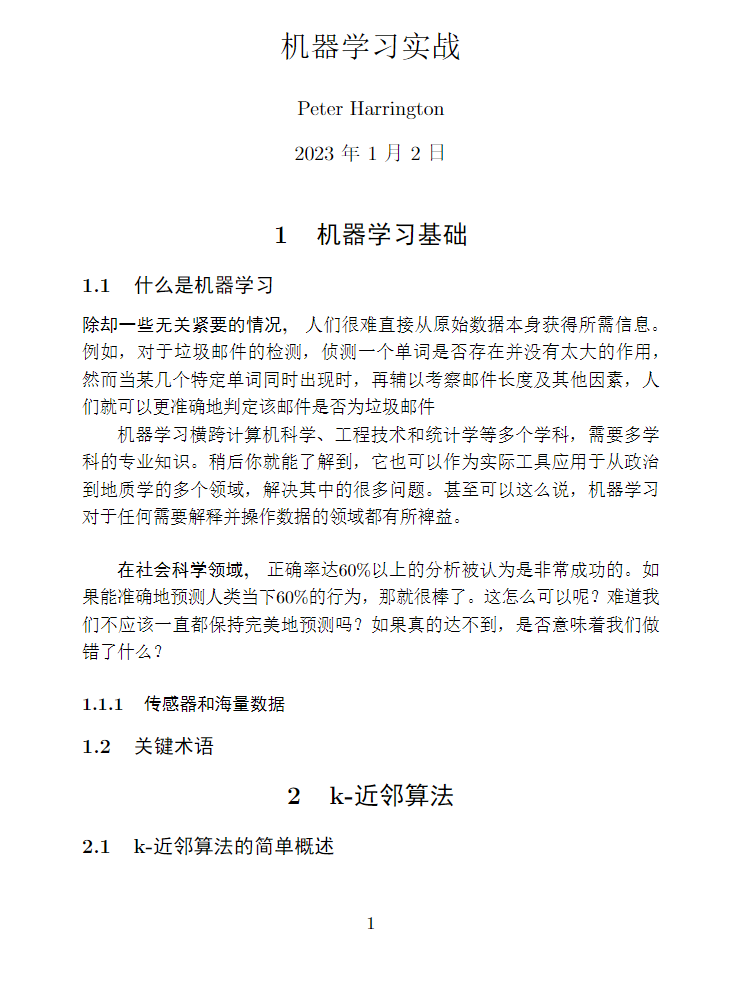 机器学习实战
Peter Harrington
2023 年 1 月 2 日
1 机器学习基础
1.1 什么是机器学习
除却一些无关紧要的情况， 人们很难直接从原始数据本身获得所需信息。
例如，对于垃圾邮件的检测，侦测一个单词是否存在并没有太大的作用，
然而当某几个特定单词同时出现时，再辅以考察邮件长度及其他因素，人
们就可以更准确地判定该邮件是否为垃圾邮件
机器学习横跨计算机科学、工程技术和统计学等多个学科，需要多学
科的专业知识。稍后你就能了解到，它也可以作为实际工具应用于从政治
到地质学的多个领域，解决其中的很多问题。甚至可以这么说，机器学习
对于任何需要解释并操作数据的领域都有所裨益。
在社会科学领域， 正确率达60%以上的分析被认为是非常成功的。如
果能准确地预测人类当下60%的行为，那就很棒了。这怎么可以呢？难道我
们不应该一直都保持完美地预测吗？如果真的达不到，是否意味着我们做
错了什么？
1.1.1 传感器和海量数据
1.2 关键术语
2 k-近邻算法
2.1 k-近邻算法的简单概述
1